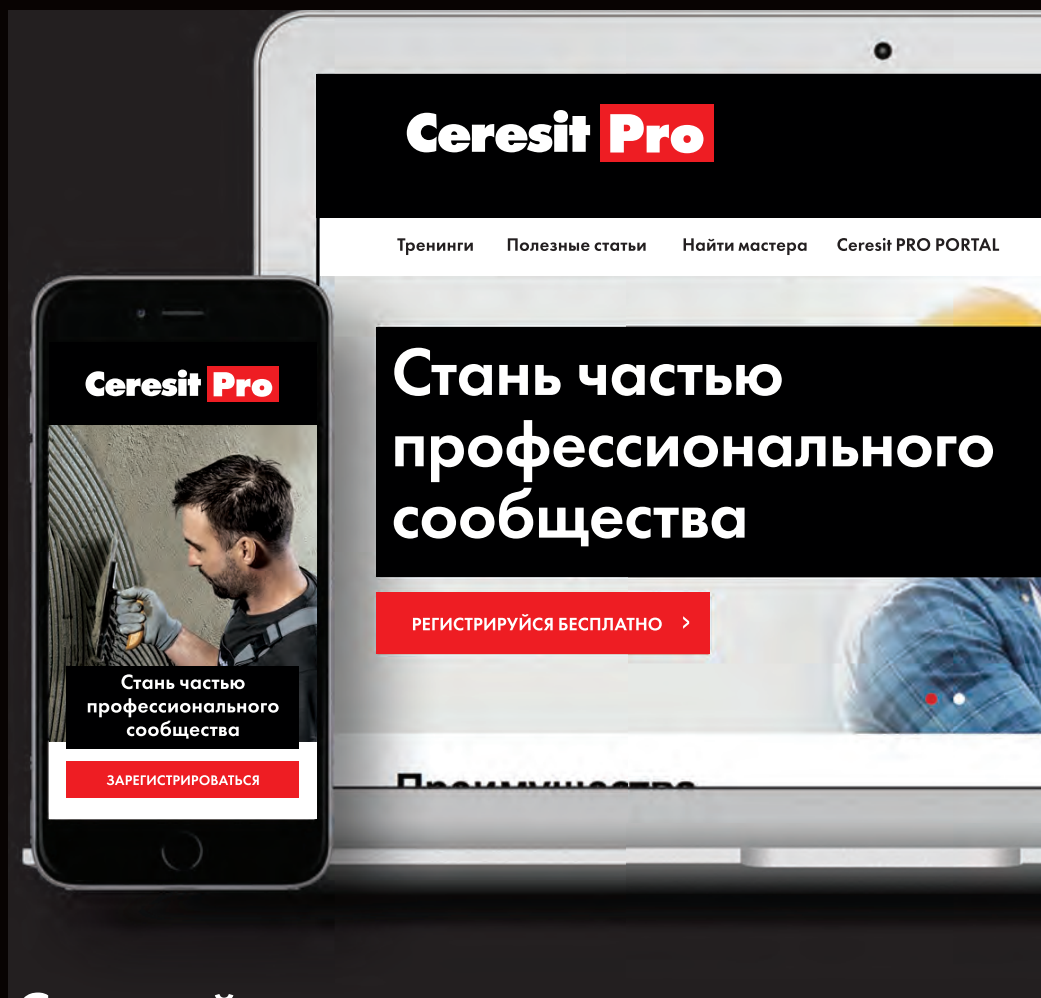 Ceresit Pro
Тренинги Полезные статьи Найти мастера Ceresit PRO PORTAL
Стань частью
профессионального
сообщества
РЕГИСТРИРУЙСЯ БЕСПЛАТНО >
Преимущества
Ceresit Pro
Стань частью
профессионального
сообщества
ЗАРЕГИСТРИРОВАТЬСЯ